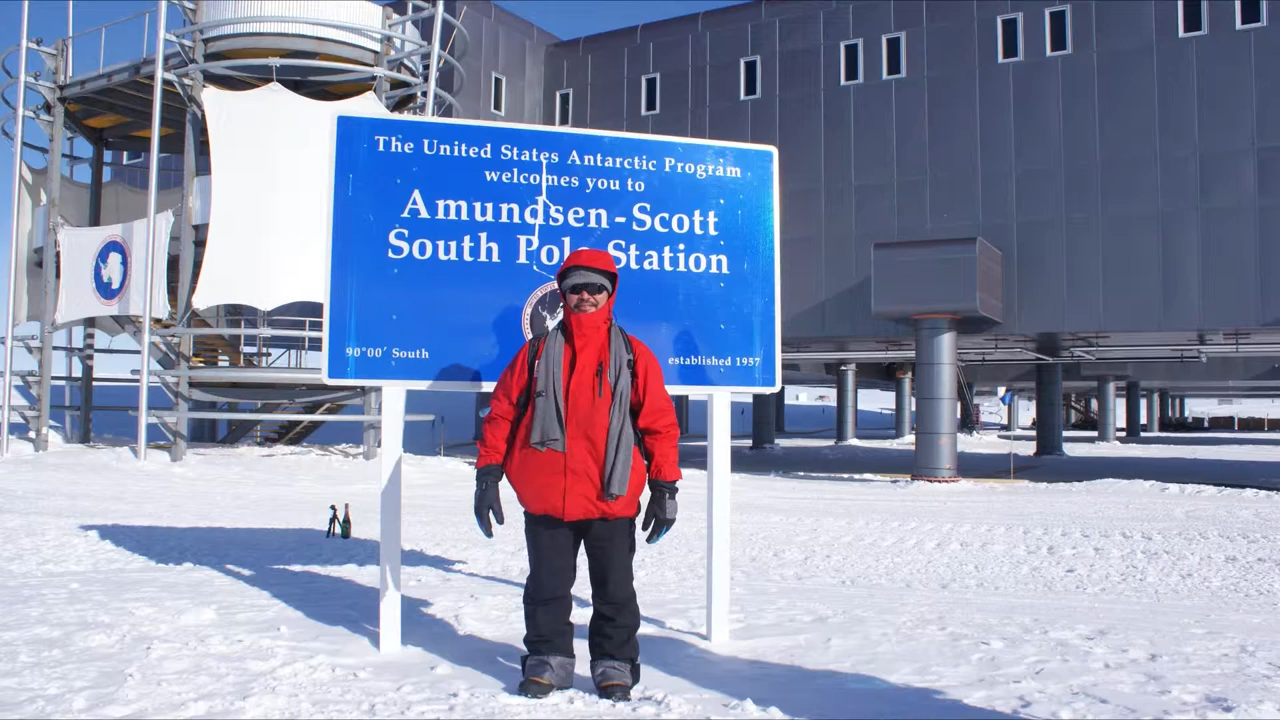 The United States Antarctic Program
welcomes you to
Amundsen-Scott
South Pole Station
90°00' South
established 1957